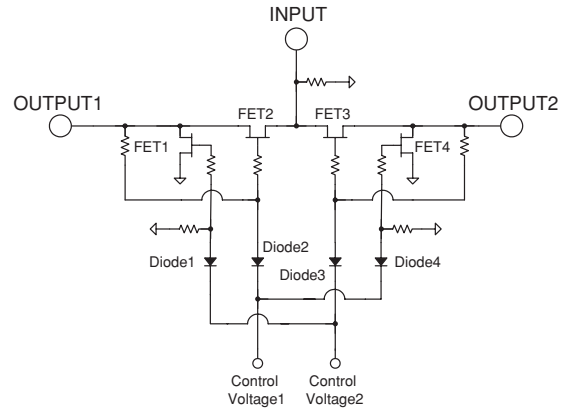 INPUT
OUTPUT1
FET2
FET3
OUTPUT2
FET1
FET4
Diode2
Diode1
Diode3
Diode4
Control
Voltage1
Control
Voltage2